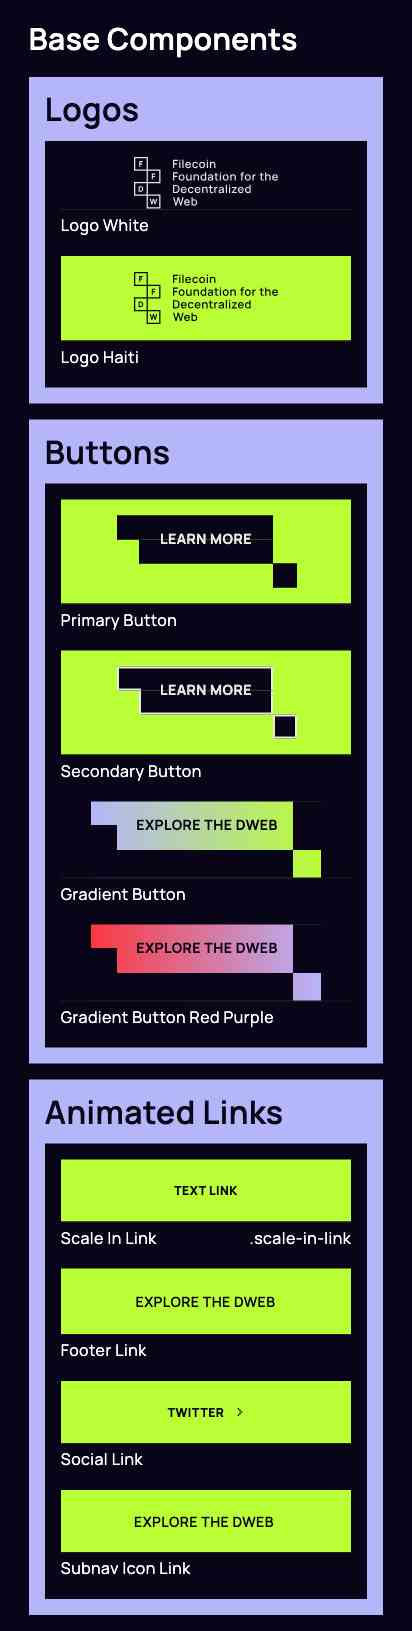 Base Components
Logos
F
F
D
W
Filecoin
Foundation for the
Decentralized
Web
Logo White
F
F
D
W
Filecoin
Foundation for the
Decentralized
Web
Logo Haiti
Buttons
LEARN MORE
Primary Button
LEARN MORE
Secondary Button
EXPLORE THE DWEB
Gradient Button
EXPLORE THE DWEB
Gradient Button Red Purple
Animated Links
TEXT LINK
Scale In Link .scale-in-link
EXPLORE THE DWEB
Footer Link
TWITTER >
Social Link
EXPLORE THE DWEB
Subnav Icon Link